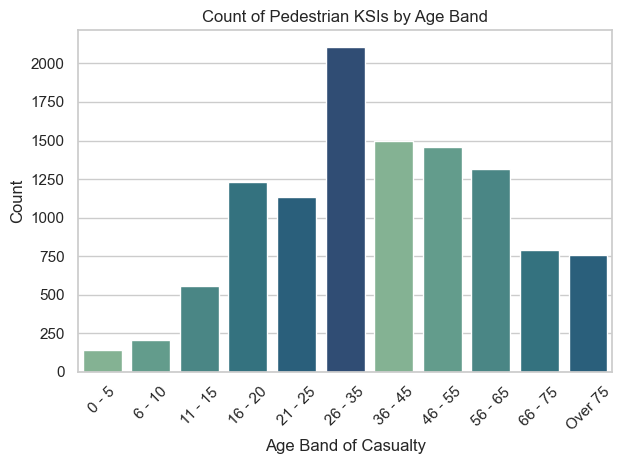 Count of Pedestrian KSIs by Age Band
Count
2000
1750
1500
1250
1000
750
500
250
0
0 - 5
6 - 10
11 - 15
16 - 20
21 - 25
26 - 35
36 - 45
46 - 55
56 - 65
66 - 75
Over 75
Age Band of Casualty